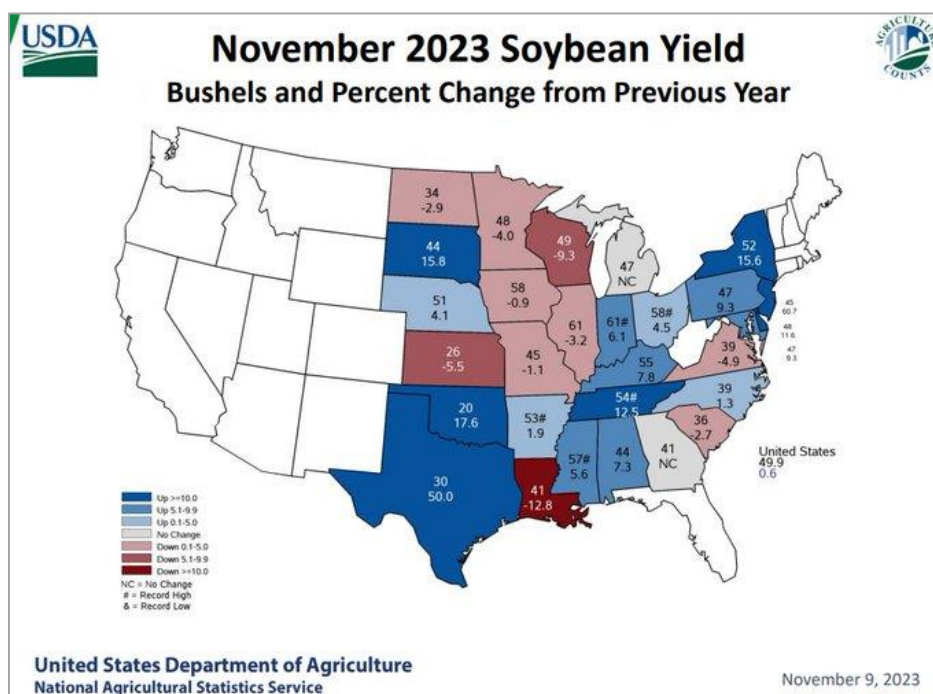 USDA
November 2023 Soybean Yield
Bushels and Percent Change from Previous Year
AGRICULTURE
COUNTS
34
-2.9
48
-4.0
49
-9.3
44
15.8
47
NC
52
15.6
51
4.1
58
-0.9
61
-3.2
61#
6.1
58#
4.5
47
9.3
45
60.7
48
11.6
47
9.3
26
-5.5
45
-1.1
55
7.8
39
-4.9
20
17.6
53#
1.9
54#
12.5
39
1.3
36
-2.7
30
50.0
41
-12.8
57#
5.6
44
7.3
41
NC
United States
49.9
0.6
Up >=10.0
Up 5.1-9.9
Up 0.1-5.0
No Change
Down 0.1-5.0
Down 5.1-9.9
Down >=10.0
NC = No Change
# = Record High
& = Record Low
United States Department of Agriculture
National Agricultural Statistics Service
November 9, 2023